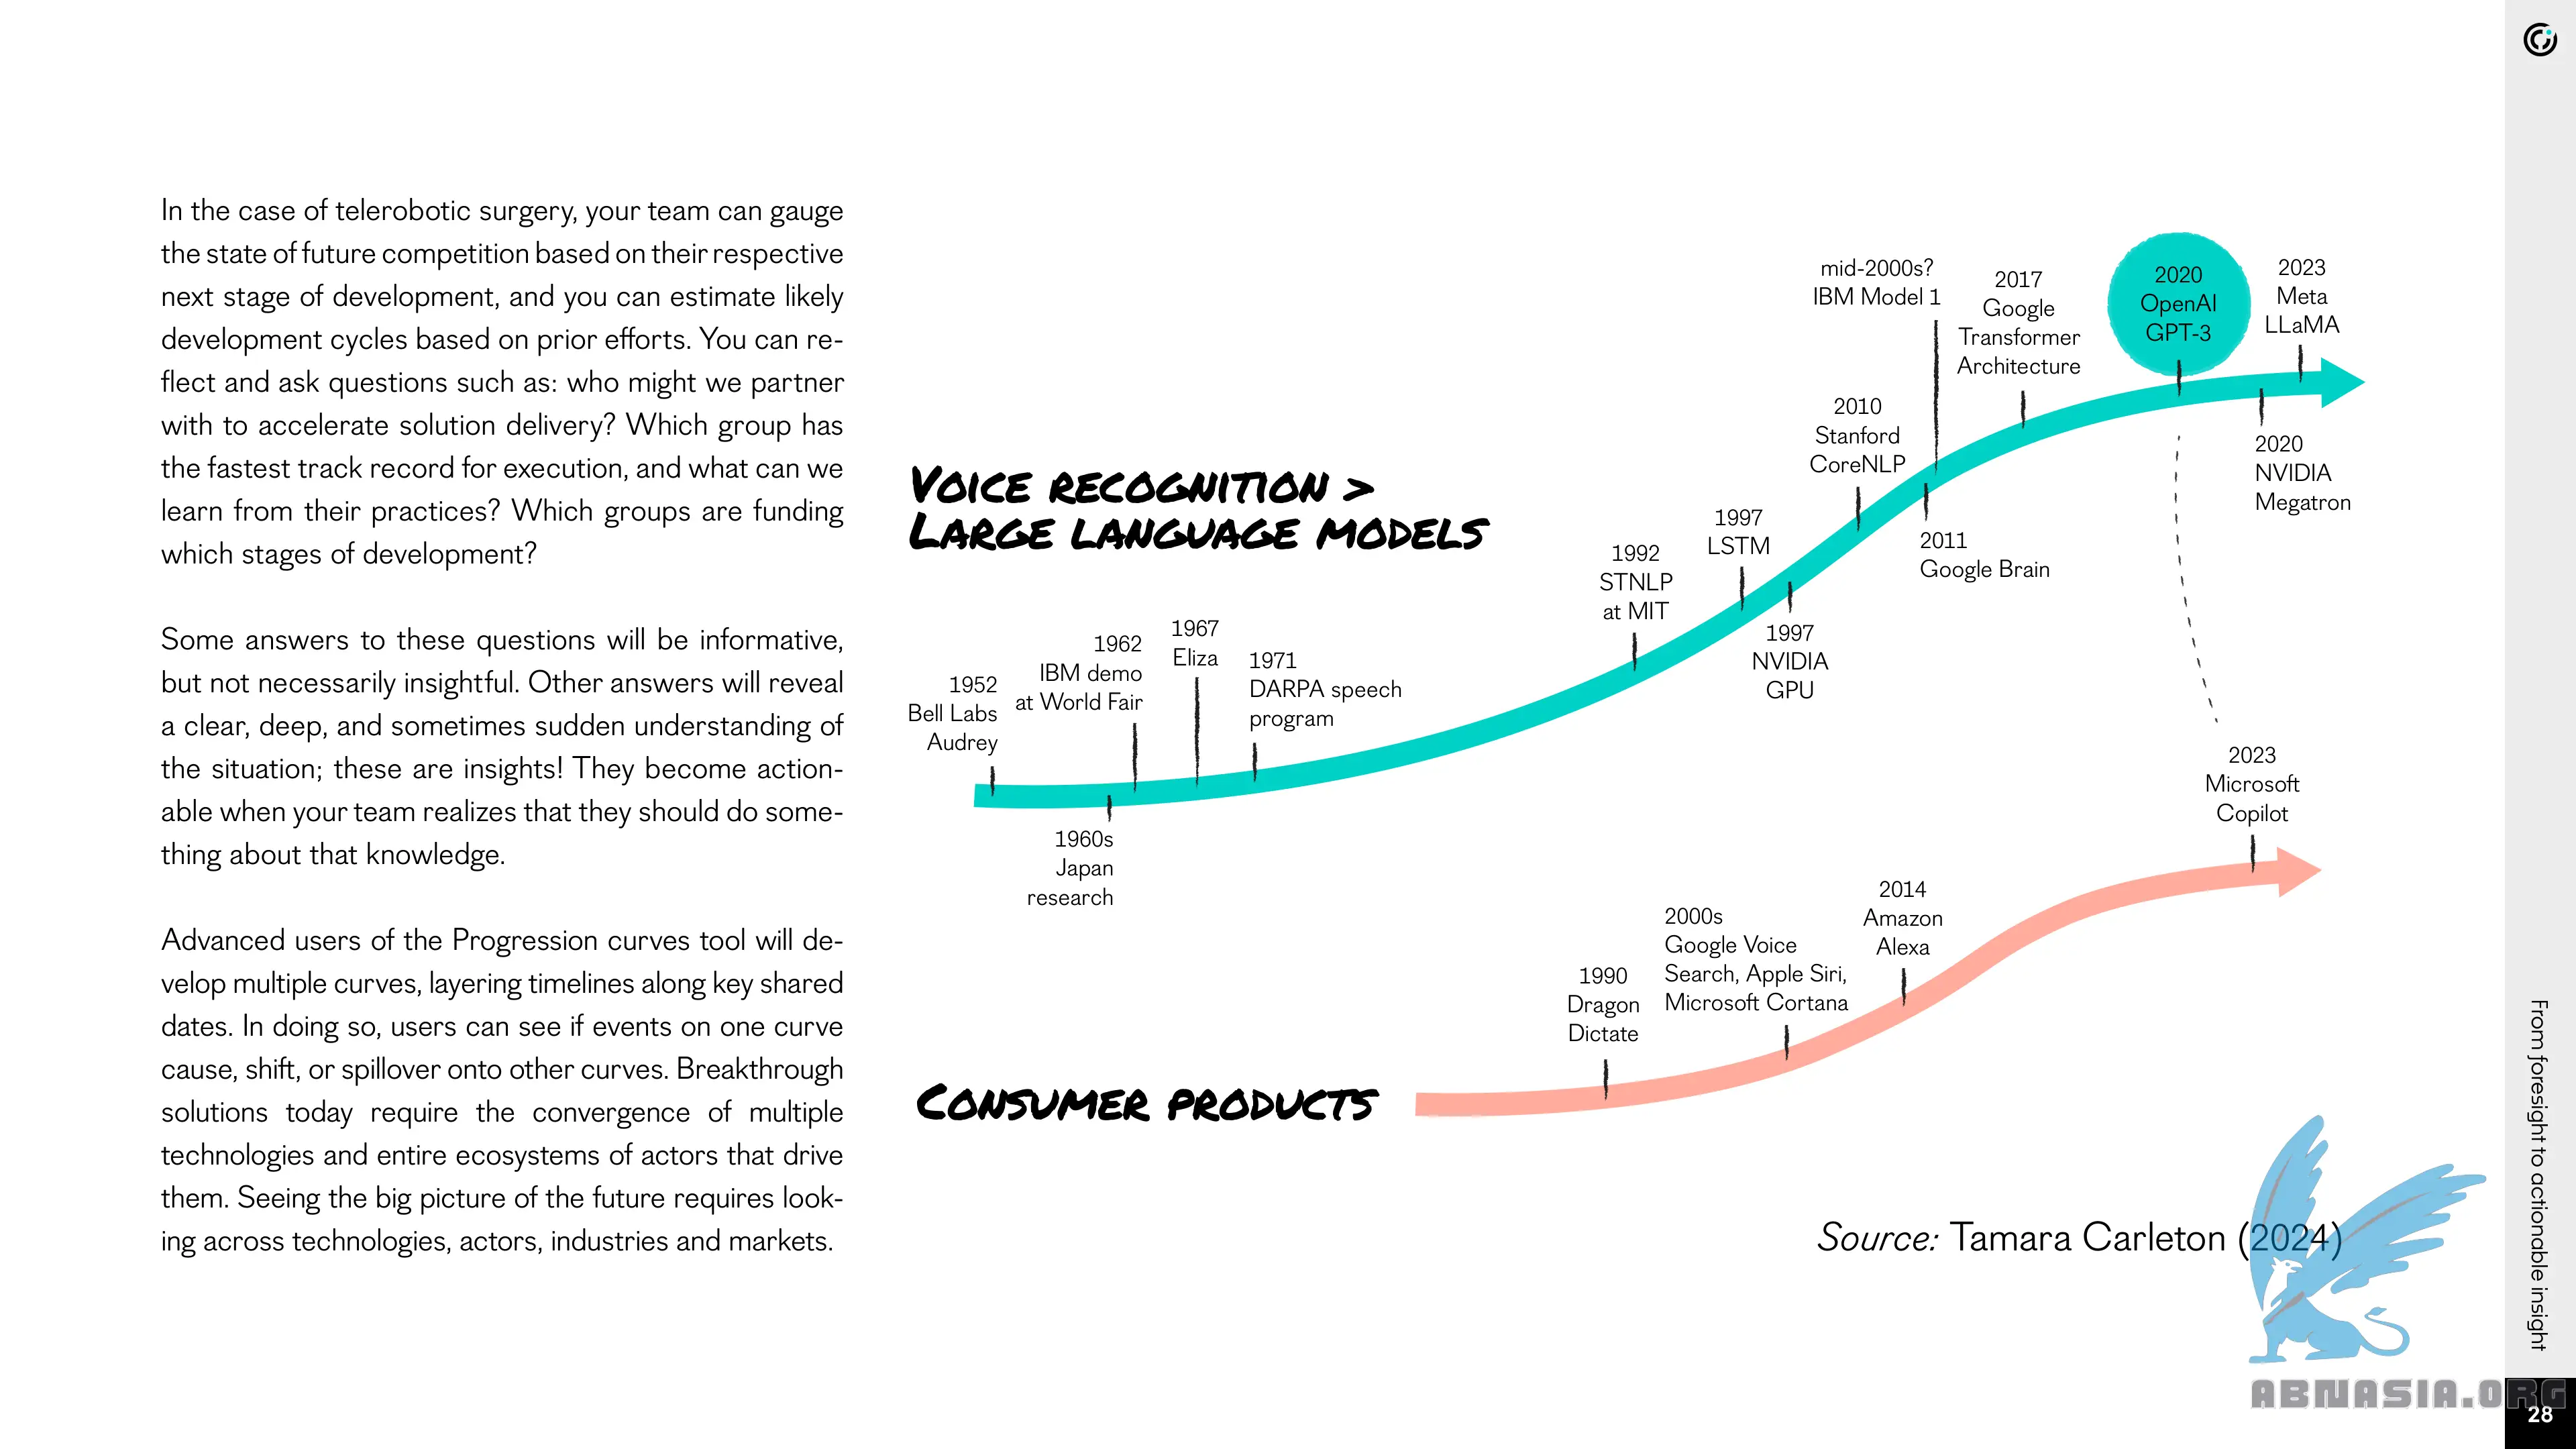 In the case of telerobotic surgery, your team can gauge
the state of future competition based on their respective
next stage of development, and you can estimate likely
development cycles based on prior efforts. You can re-
flect and ask questions such as: who might we partner
with to accelerate solution delivery? Which group has
the fastest track record for execution, and what can we
learn from their practices? Which groups are funding
which stages of development?
Some answers to these questions will be informative,
but not necessarily insightful. Other answers will reveal
a clear, deep, and sometimes sudden understanding of
the situation; these are insights! They become action-
able when your team realizes that they should do some-
thing about that knowledge.
Advanced users of the Progression curves tool will de-
velop multiple curves, layering timelines along key shared
dates. In doing so, users can see if events on one curve
cause, shift, or spillover onto other curves. Breakthrough
solutions today require the convergence of multiple
technologies and entire ecosystems of actors that drive
them. Seeing the big picture of the future requires look-
ing across technologies, actors, industries and markets.
VOICE RECOGNITION >
LARGE LANGUAGE MODELS
1952
Bell Labs
Audrey
1960s
Japan
research
1962
IBM demo
at World Fair
1967
Eliza
1971
DARPA speech
program
1992
STNLP
at MIT
1997
LSTM
1997
NVIDIA
GPU
2010
Stanford
CoreNLP
mid-2000s?
IBM Model 1
2011
Google Brain
2017
Google
Transformer
Architecture
2020
OpenAI
GPT-3
2020
NVIDIA
Megatron
2023
Meta
LLaMA
CONSUMER PRODUCTS
1990
Dragon
Dictate
2000s
Google Voice
Search, Apple Siri,
Microsoft Cortana
2014
Amazon
Alexa
2023
Microsoft
Copilot
Source: Tamara Carleton (2024)
From foresight to actionable insight
ABNASIA.ORG
28